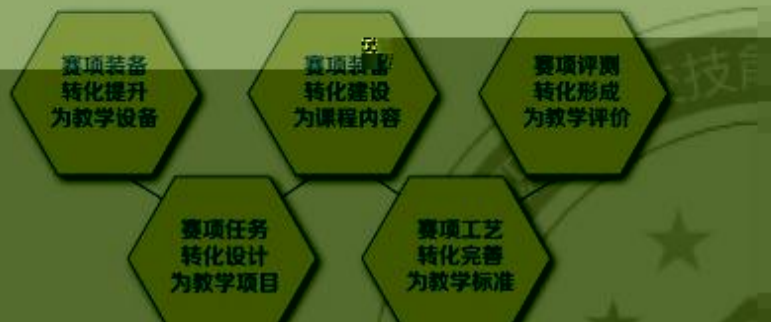 赛项装备
转化提升
为教学设备
赛项装备
转化建设
为课程内容
赛项评测
转化形成
为教学评价
技能
赛项任务
转化设计
为教学项目
赛项工艺
转化完善
为教学标准